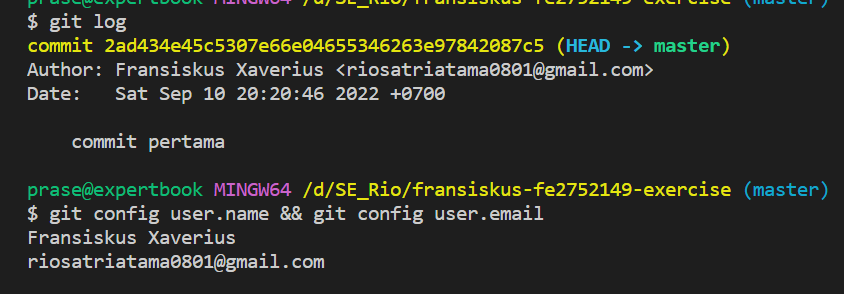 prase@expertbook MINGW64 /d/SE_Rio/fransiskus-fe2752149-exercise (master)
$ git log
commit 2ad434e45c5307e66e04655346263e97842087c5 (HEAD -> master)
Author: Fransiskus Xaverius <riosatriatama0801@gmail.com>
Date:   Sat Sep 10 20:20:46 2022 +0700
    commit pertama
prase@expertbook MINGW64 /d/SE_Rio/fransiskus-fe2752149-exercise (master)
$ git config user.name && git config user.email
Fransiskus Xaverius
riosatriatama0801@gmail.com